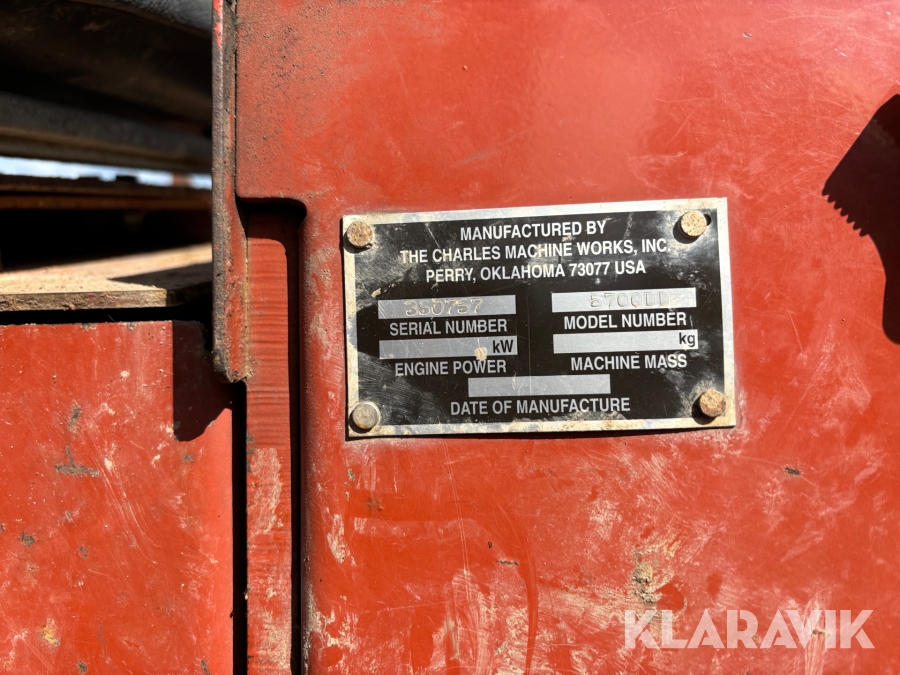 MANUFACTURED BY
THE CHARLES MACHINE WORKS, INC.
PERRY, OKLAHOMA 73077 USA
SERIAL NUMBER
MODEL NUMBER
kW
kg
ENGINE POWER
MACHINE MASS
DATE OF MANUFACTURE
KLARAVIK